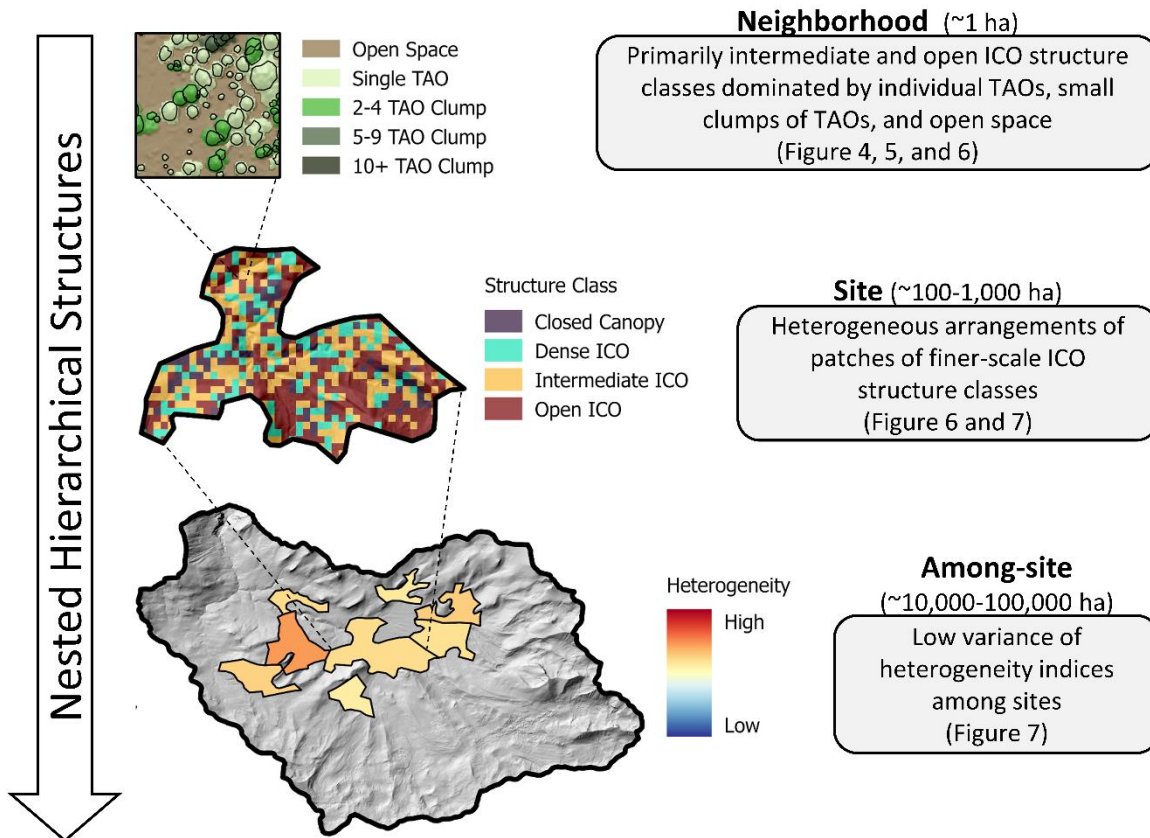 Nested Hierarchical Structures
Open Space
Single TAO
2-4 TAO Clump
5-9 TAO Clump
10+ TAO Clump
Neighborhood (~1 ha)
Primarily intermediate and open ICO structure
classes dominated by individual TAOs, small
clumps of TAOs, and open space
(Figure 4, 5, and 6)
Structure Class
Closed Canopy
Dense ICO
Intermediate ICO
Open ICO
Site (~100-1,000 ha)
Heterogeneous arrangements of
patches of finer-scale ICO
structure classes
(Figure 6 and 7)
Heterogeneity
High
Low
Among-site
(~10,000-100,000 ha)
Low variance of
heterogeneity indices
among sites
(Figure 7)